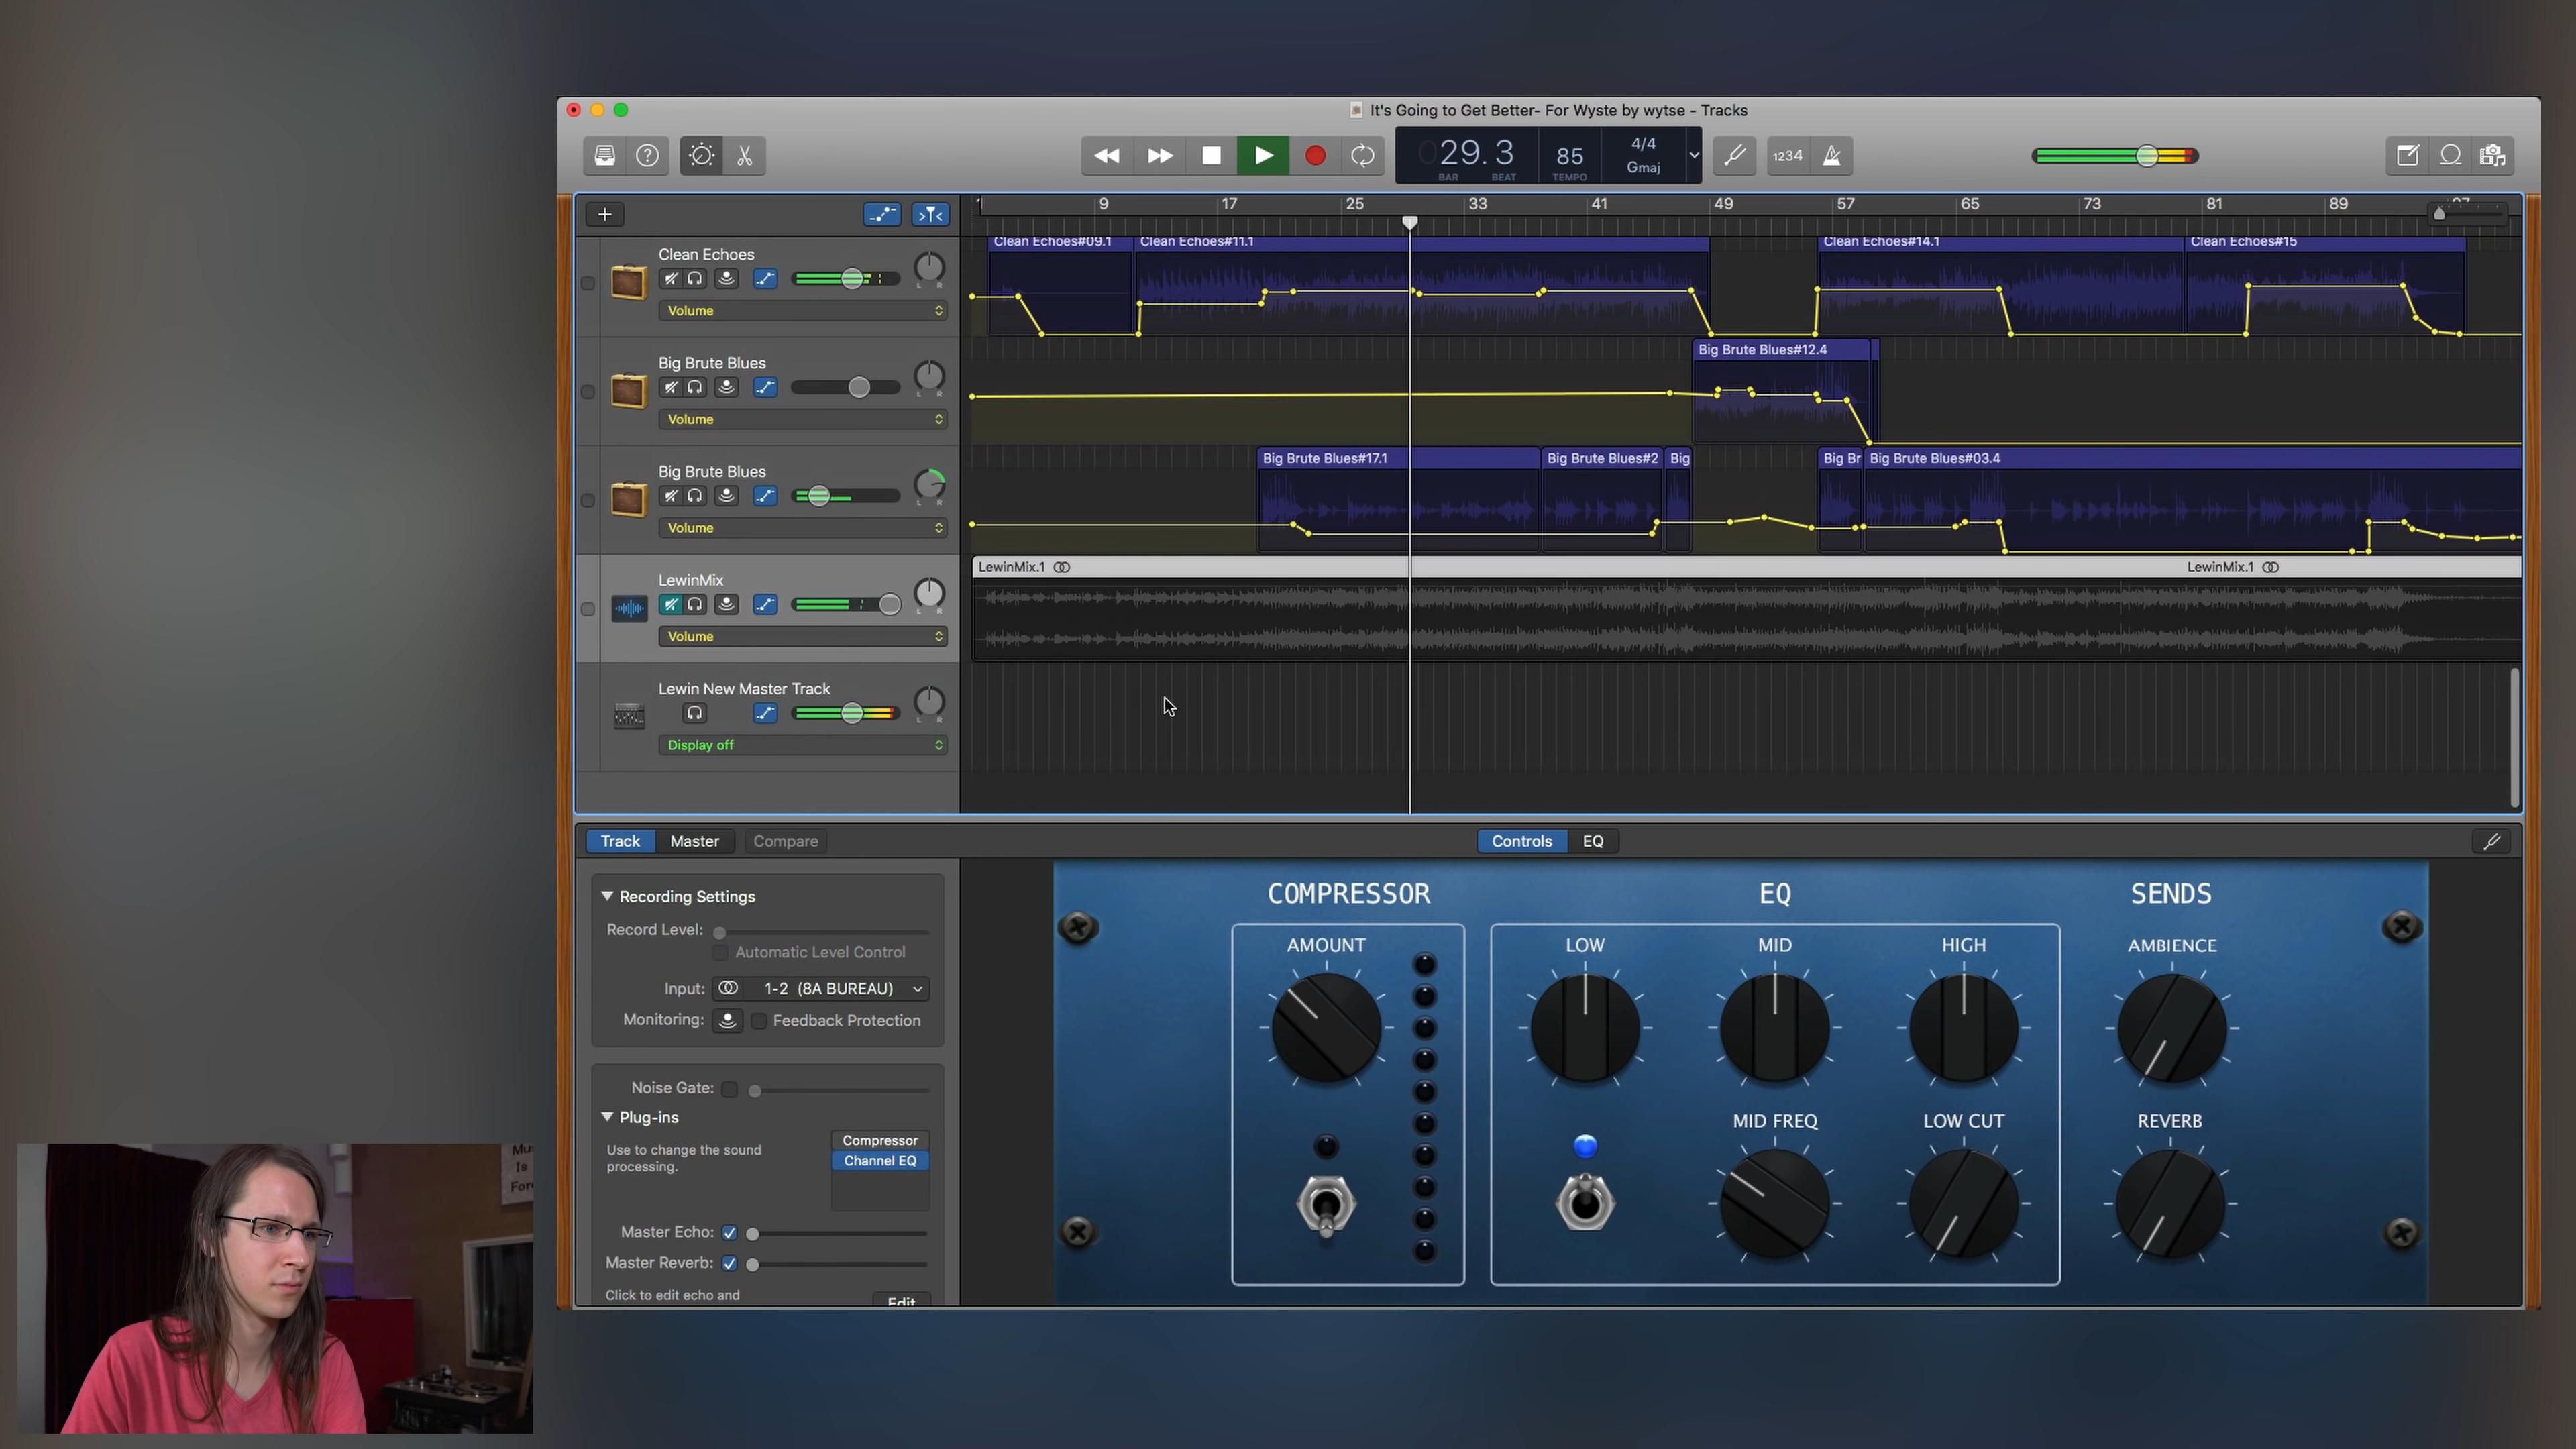 It's Going to Get Better- For Wyste by wytse - Tracks
29.3
BAR
BEAT
85
TEMPO
4/4
Gmaj
1234
9
17
25
33
41
49
57
65
73
81
89
Clean Echoes
L R
Volume
Clean Echoes#09.1
Clean Echoes#11.1
Clean Echoes#14.1
Clean Echoes#15
Big Brute Blues
L R
Volume
Big Brute Blues#12.4
Big Brute Blues
L R
Volume
Big Brute Blues#17.1
Big Brute Blues#2
Big
Big Br
Big Brute Blues#03.4
LewinMix
L R
Volume
LewinMix.1
LewinMix.1
Lewin New Master Track
L R
Display off
Track
Master
Compare
Controls
EQ
Recording Settings
Record Level:
Automatic Level Control
Input:
1-2 (8A BUREAU)
Monitoring:
Feedback Protection
Noise Gate:
Plug-ins
Use to change the sound
processing.
Compressor
Channel EQ
Master Echo:
Master Reverb:
Click to edit echo and
Edit
COMPRESSOR
AMOUNT
EQ
LOW
MID
HIGH
MID FREQ
LOW CUT
SENDS
AMBIENCE
REVERB
Mu
Is
Fore